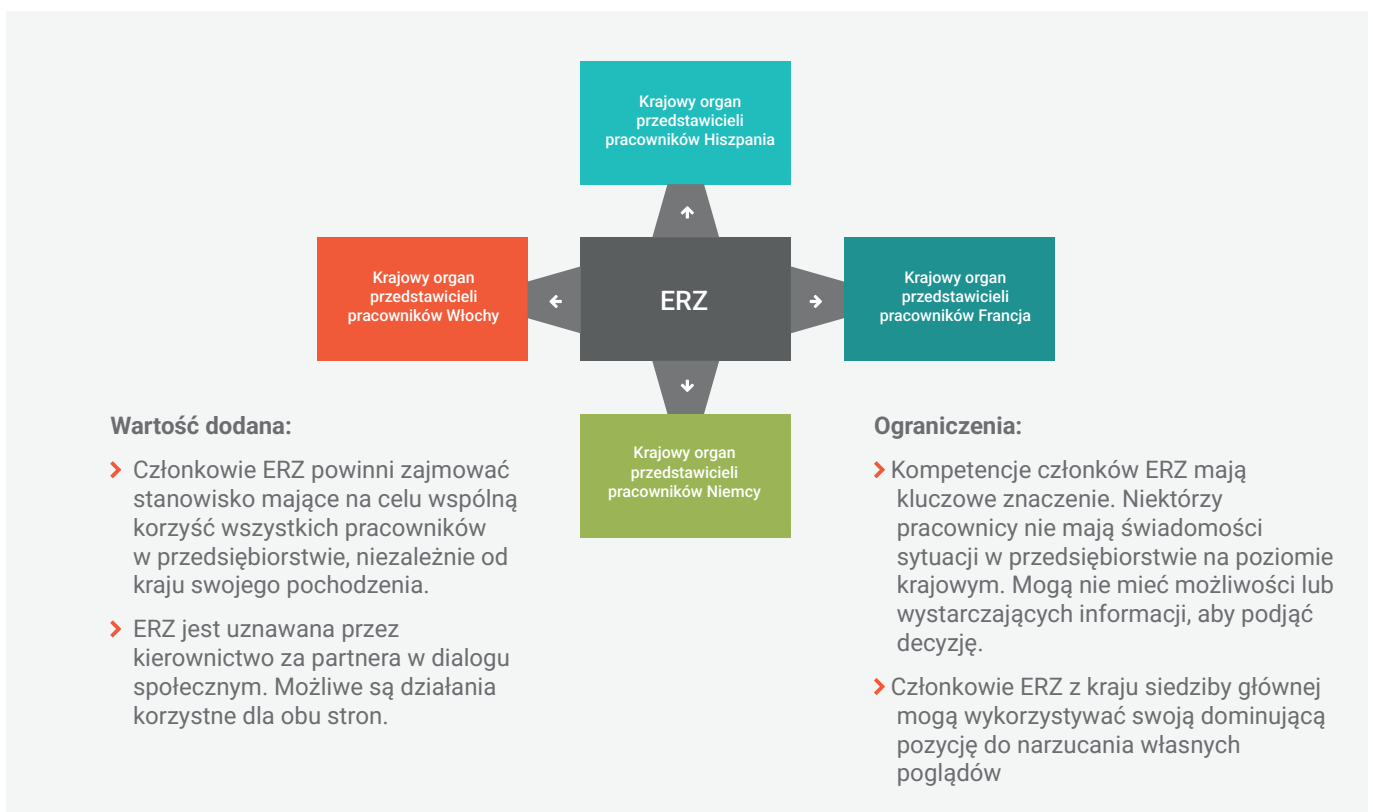 Krajowy organ
przedstawicieli
pracowników Hiszpania
Krajowy organ
przedstawicieli
pracowników Włochy
ERZ
Krajowy organ
przedstawicieli
pracowników Francja
Krajowy organ
przedstawicieli
pracowników Niemcy
Wartość dodana:
Członkowie ERZ powinni zajmować
stanowisko mające na celu wspólną
korzyść wszystkich pracowników
w przedsiębiorstwie, niezależnie od
kraju swojego pochodzenia.
ERZ jest uznawana przez
kierownictwo za partnera w dialogu
społecznym. Możliwe są działania
korzystne dla obu stron.
Ograniczenia:
Kompetencje członków ERZ mają
kluczowe znaczenie. Niektórzy
pracownicy nie mają świadomości
sytuacji w przedsiębiorstwie na poziomie
krajowym. Mogą nie mieć możliwości lub
wystarczających informacji, aby podjąć
decyzję.
Członkowie ERZ z kraju siedziby głównej
mogą wykorzystywać swoją dominującą
pozycję do narzucania własnych
poglądów